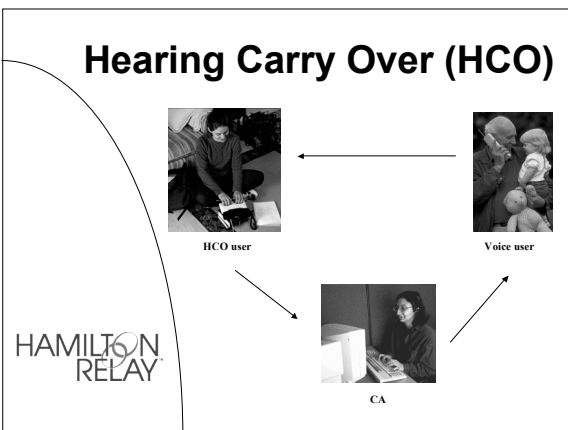 Hearing Carry Over (HCO)
HCO user
Voice user
CA
HAMILTON
RELAY